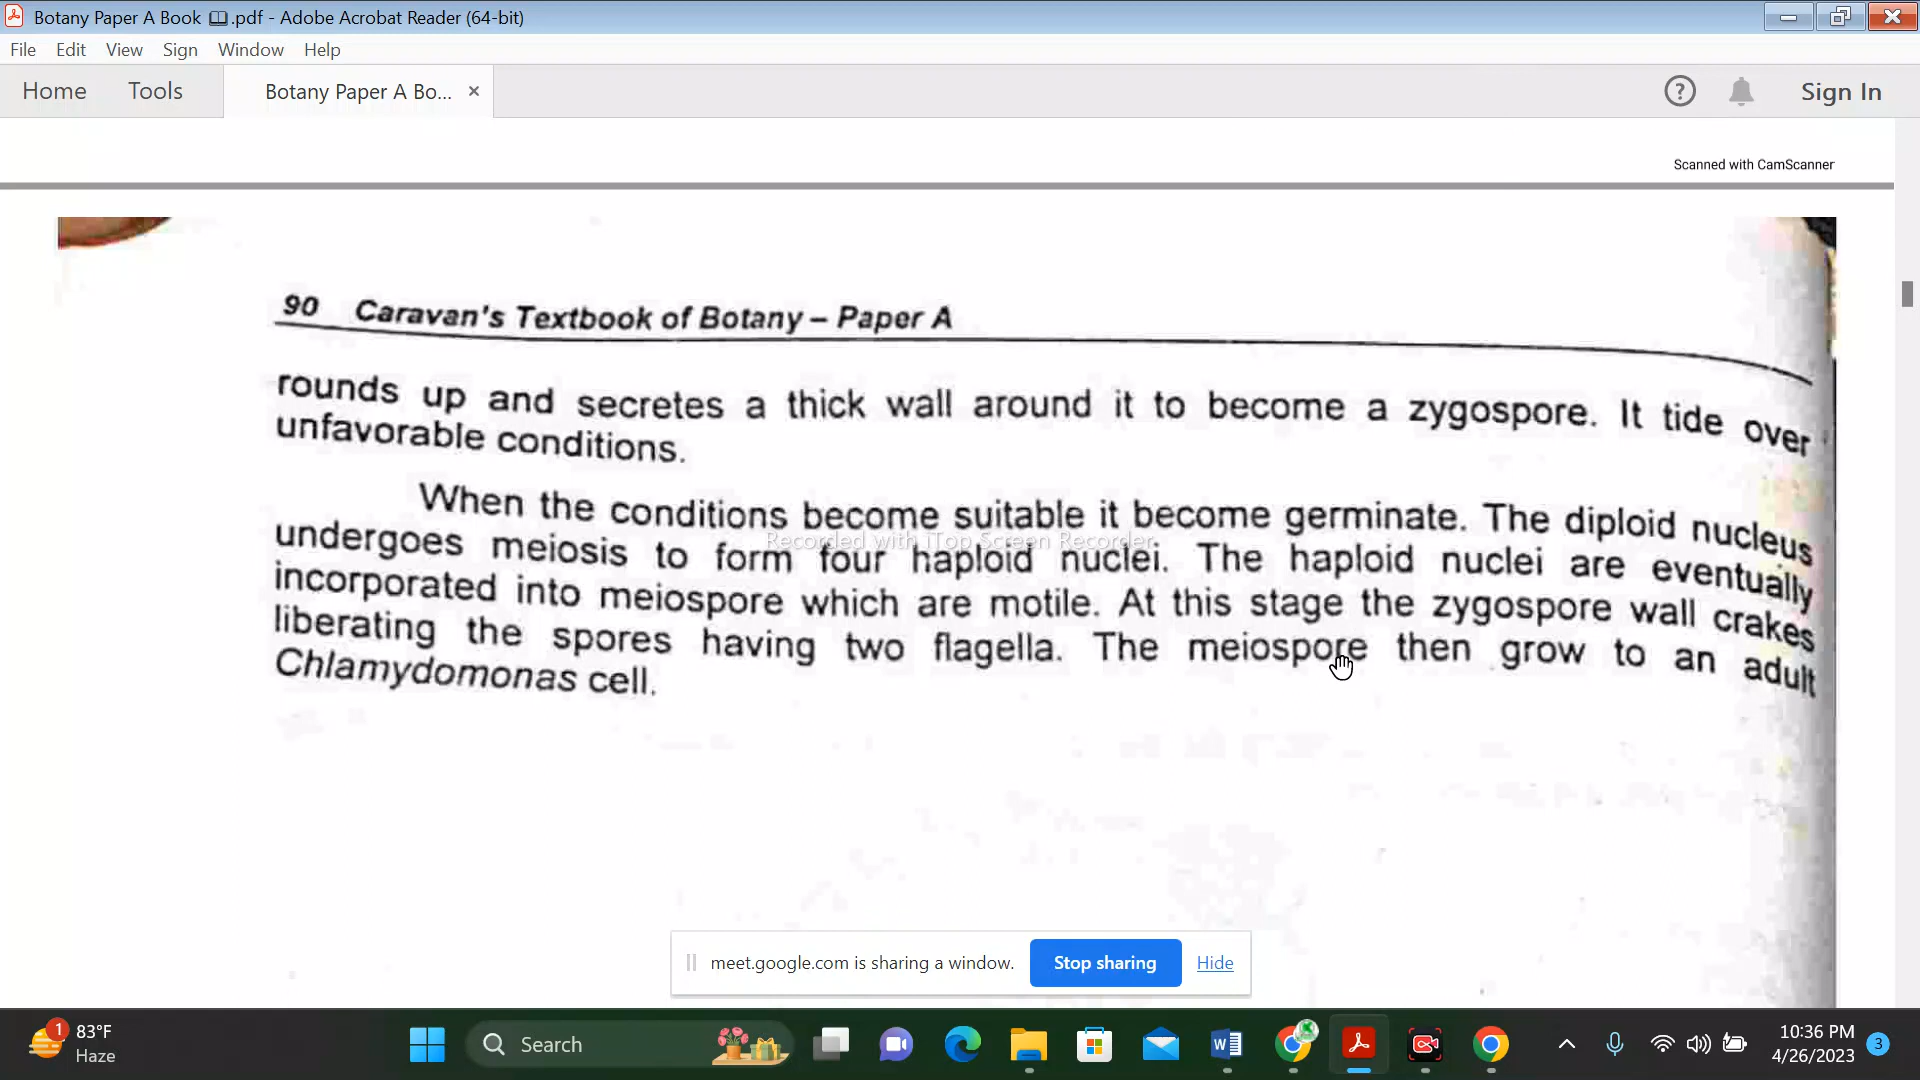 Botany Paper A Book 📖.pdf - Adobe Acrobat Reader (64-bit)
File Edit View Sign Window Help
Home Tools Botany Paper A Bo... × ? Sign In
Scanned with CamScanner
90 Caravan's Textbook of Botany – Paper A
rounds up and secretes a thick wall around it to become a zygospore. It tide over
unfavorable conditions.
When the conditions become suitable it become germinate. The diploid nucleus
undergoes meiosis to form four haploid nuclei. The haploid nuclei are eventually
incorporated into meiospore which are motile. At this stage the zygospore wall crakes
liberating the spores having two flagella. The meiospore then grow to an adult
Chlamydomonas cell.
Recorded with iTop Screen Recorder
meet.google.com is sharing a window. Stop sharing Hide
1 83°F
Haze
Search
10:36 PM
4/26/2023 3